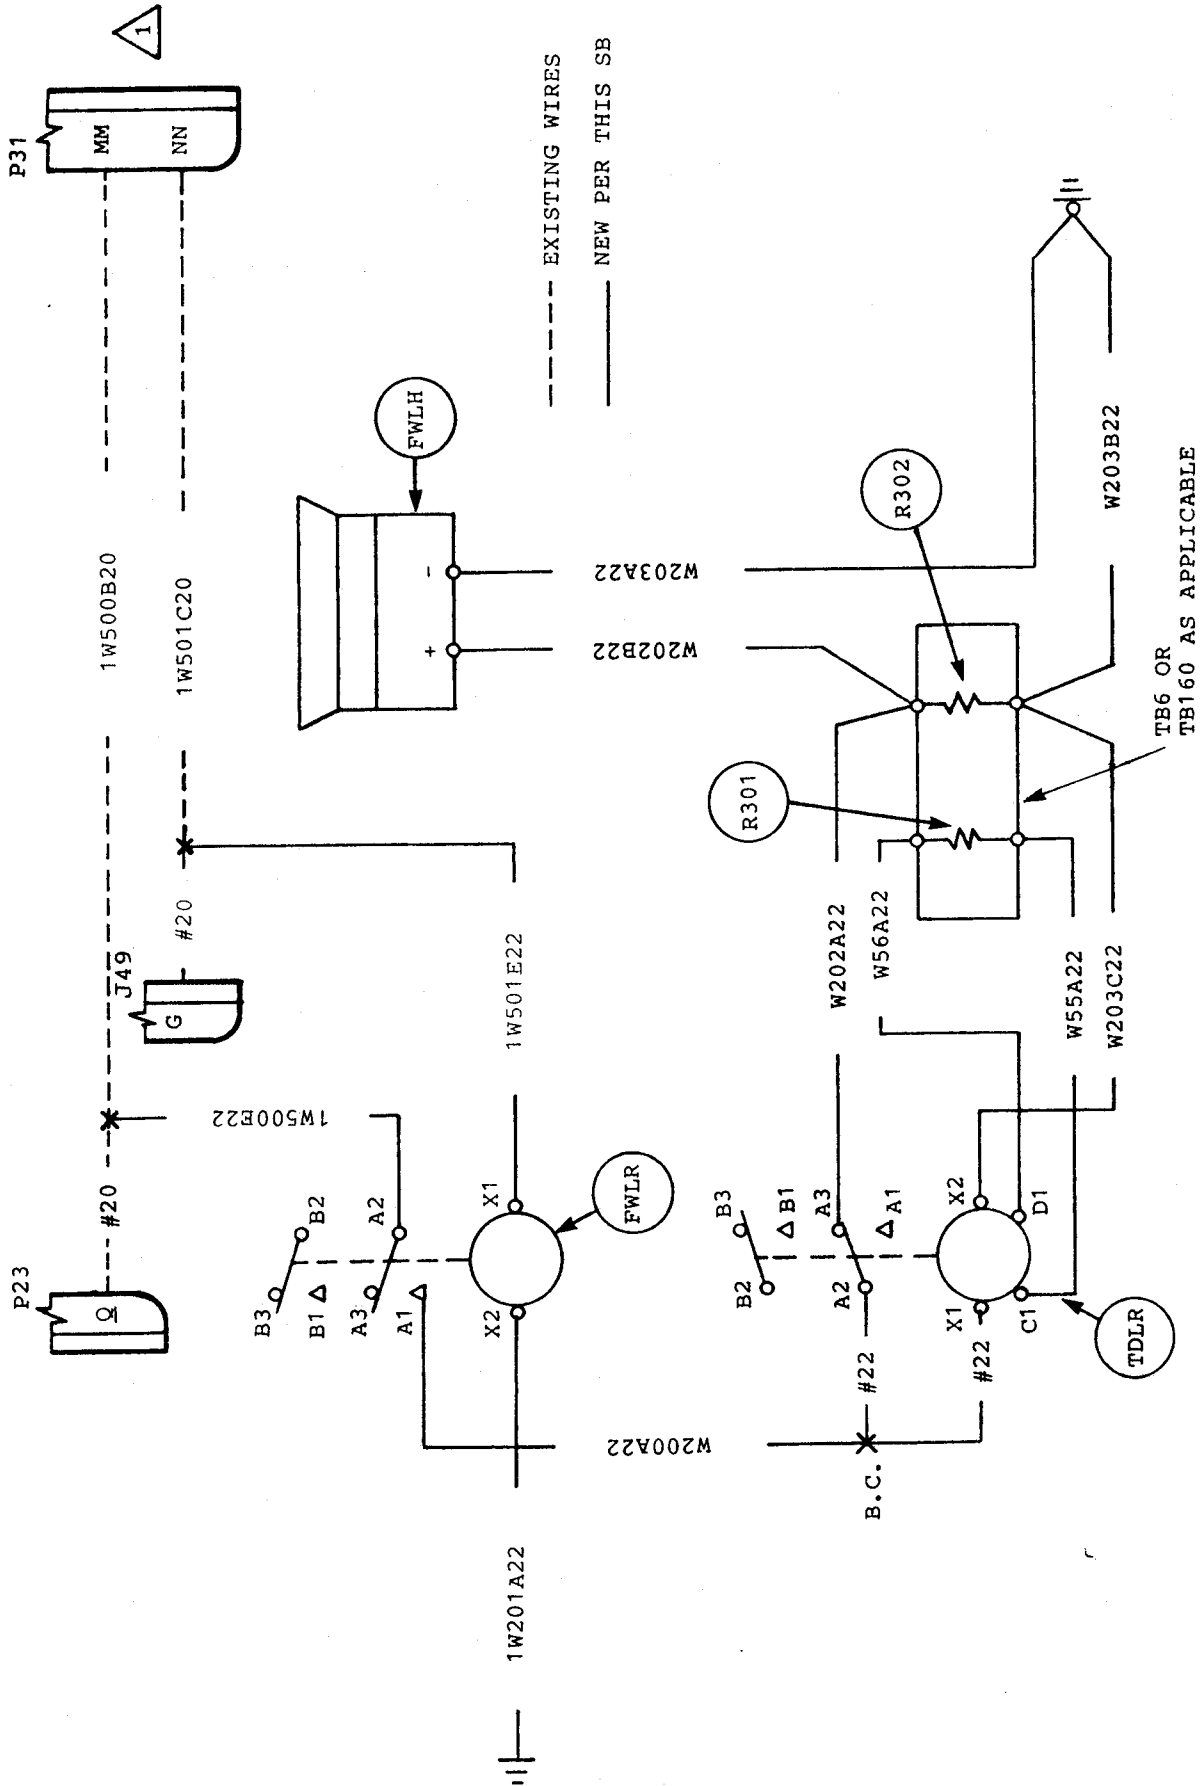 P23
Q
#20
1W500B20
P31
MM
NN
1
J49
G
#20
1W501C20
1W500E22
B3
B2
B1
A3
A2
A1
X2
X1
FWLR
1W201A22
1W501E22
W200A22
+
-
FWLH
W202B22
W203A22
EXISTING WIRES
NEW PER THIS SB
B2
B3
B1
A2
A3
A1
X1
X2
C1
D1
#22
#22
B.C.
TDLR
W202A22
W56A22
W55A22
W203C22
R301
R302
W203B22
TB6 OR
TB160 AS APPLICABLE